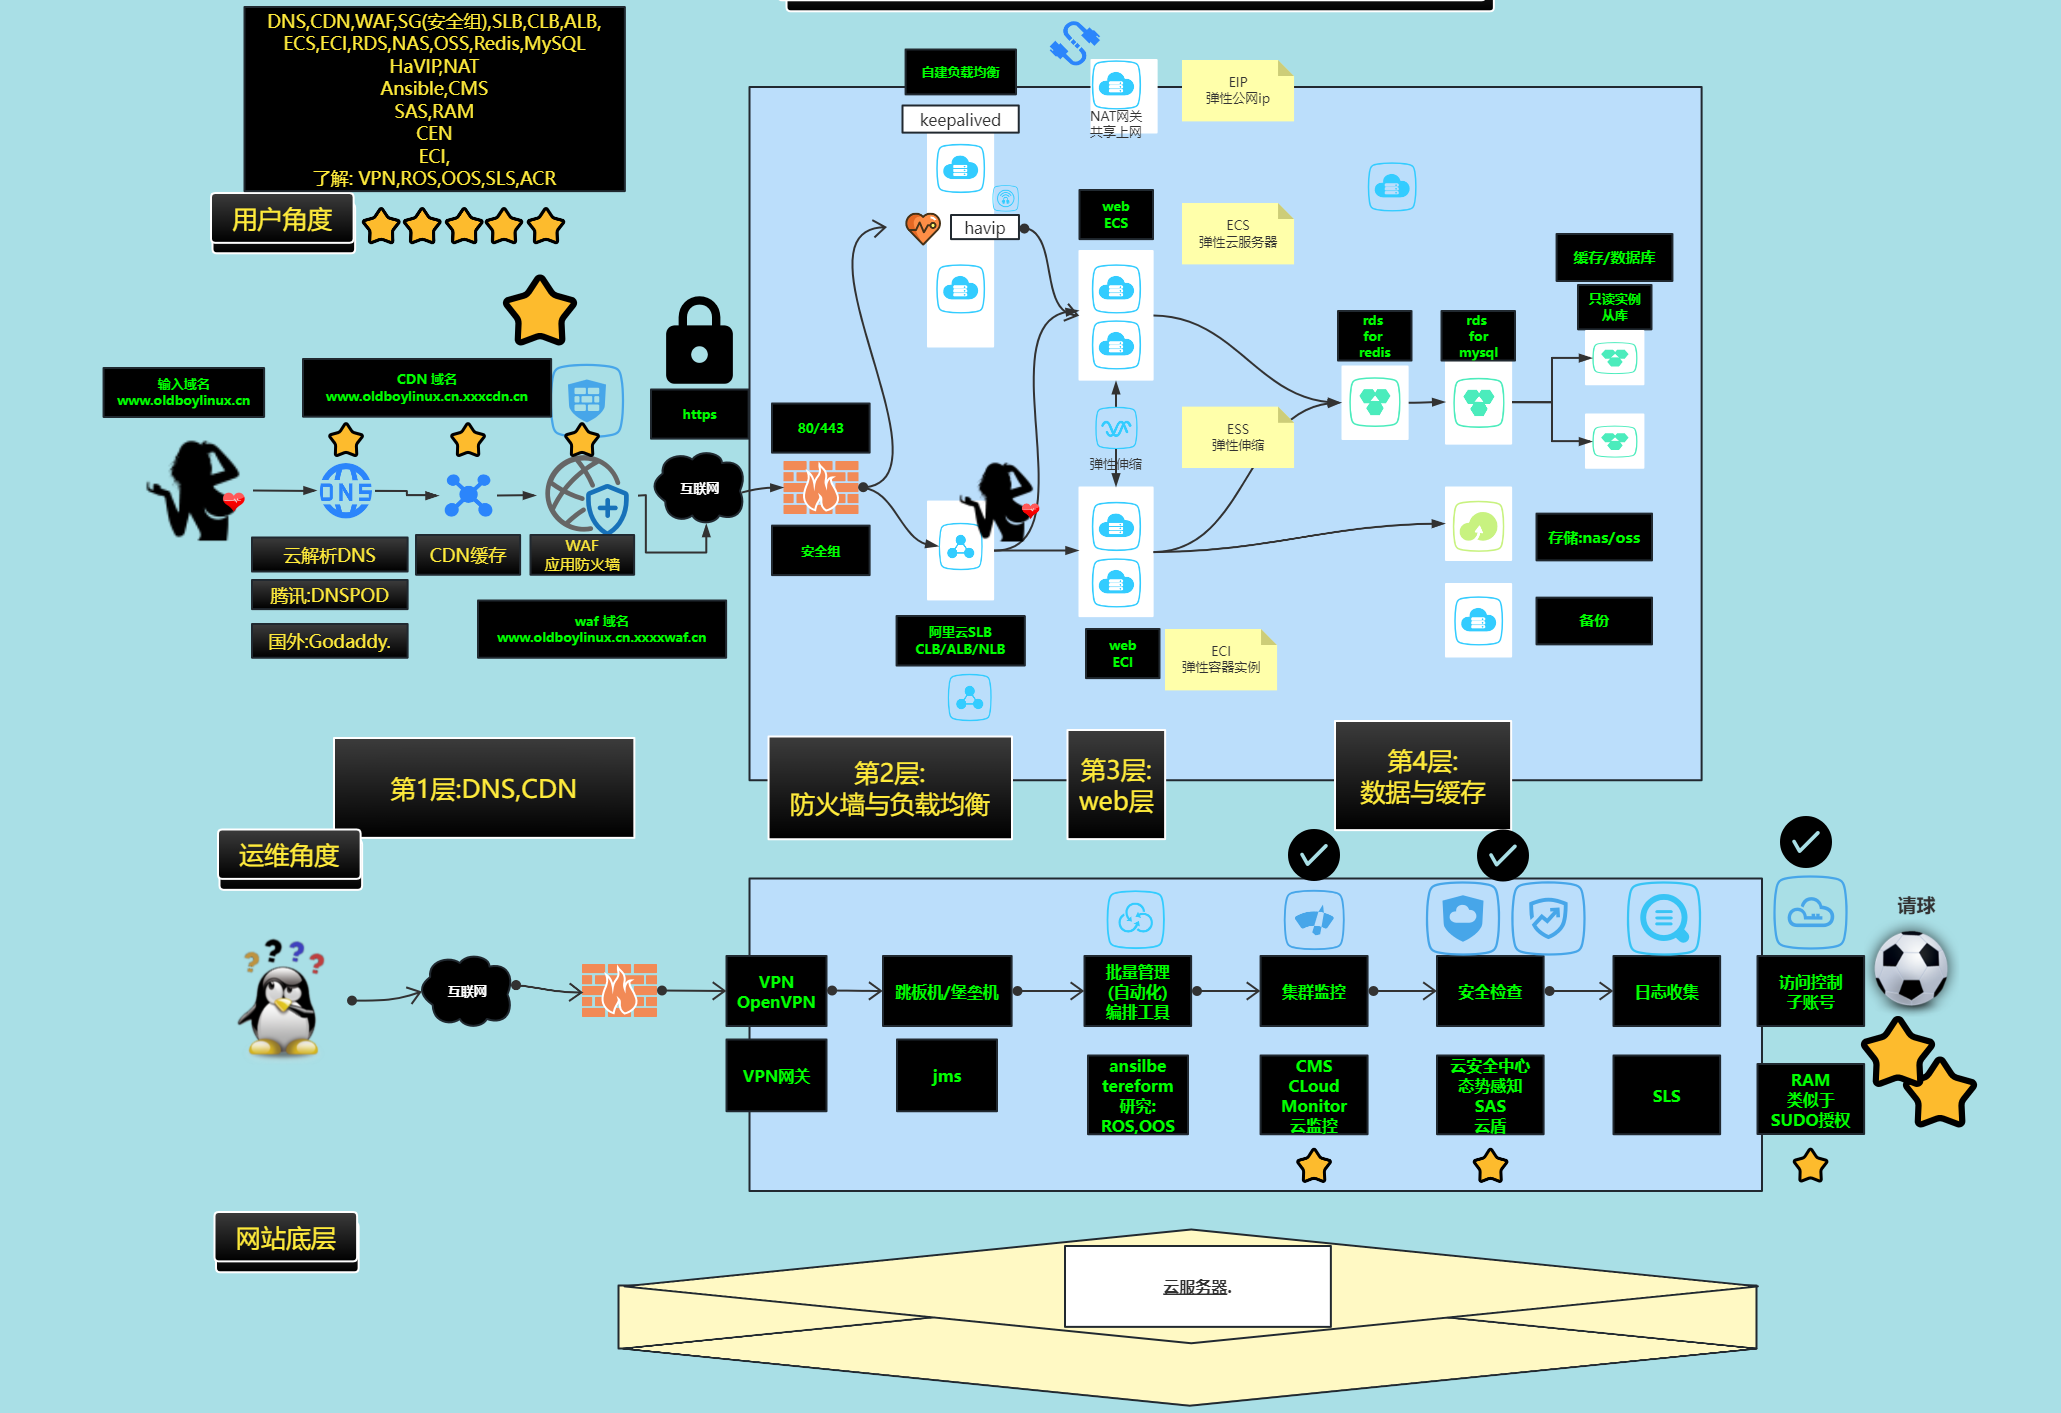 DNS,CDN,WAF,SG(安全组),SLB,CLB,ALB,
ECS,ECI,RDS,NAS,OSS,Redis,MySQL
HaVIP,NAT
Ansible,CMS
SAS,RAM
CEN
ECI,
了解: VPN,ROS,OOS,SLS,ACR
用户角度
自建负载均衡
keepalived
havip
NAT网关
共享上网
EIP
弹性公网ip
web
ECS
ECS
弹性云服务器
缓存/数据库
只读实例
从库
rds
for
redis
rds
for
mysql
输入域名
www.oldboylinux.cn
CDN 域名
www.oldboylinux.cn.xxxcdn.cn
https
80/443
ESS
弹性伸缩
弹性伸缩
DNS
互联网
云解析DNS
CDN缓存
WAF
应用防火墙
安全组
存储:nas/oss
腾讯:DNSPOD
国外:Godaddy.
waf 域名
www.oldboylinux.cn.xxxxwaf.cn
阿里云SLB
CLB/ALB/NLB
web
ECI
ECI
弹性容器实例
备份
第1层:DNS,CDN
第2层:
防火墙与负载均衡
第3层:
web层
第4层:
数据与缓存
运维角度
请球
互联网
VPN
OpenVPN
跳板机/堡垒机
批量管理
(自动化)
编排工具
集群监控
安全检查
日志收集
访问控制
子账号
VPN网关
jms
ansilbe
tereform
研究:
ROS,OOS
CMS
CLoud
Monitor
云监控
云安全中心
态势感知
SAS
云盾
SLS
RAM
类似于
SUDO授权
网站底层
云服务器.